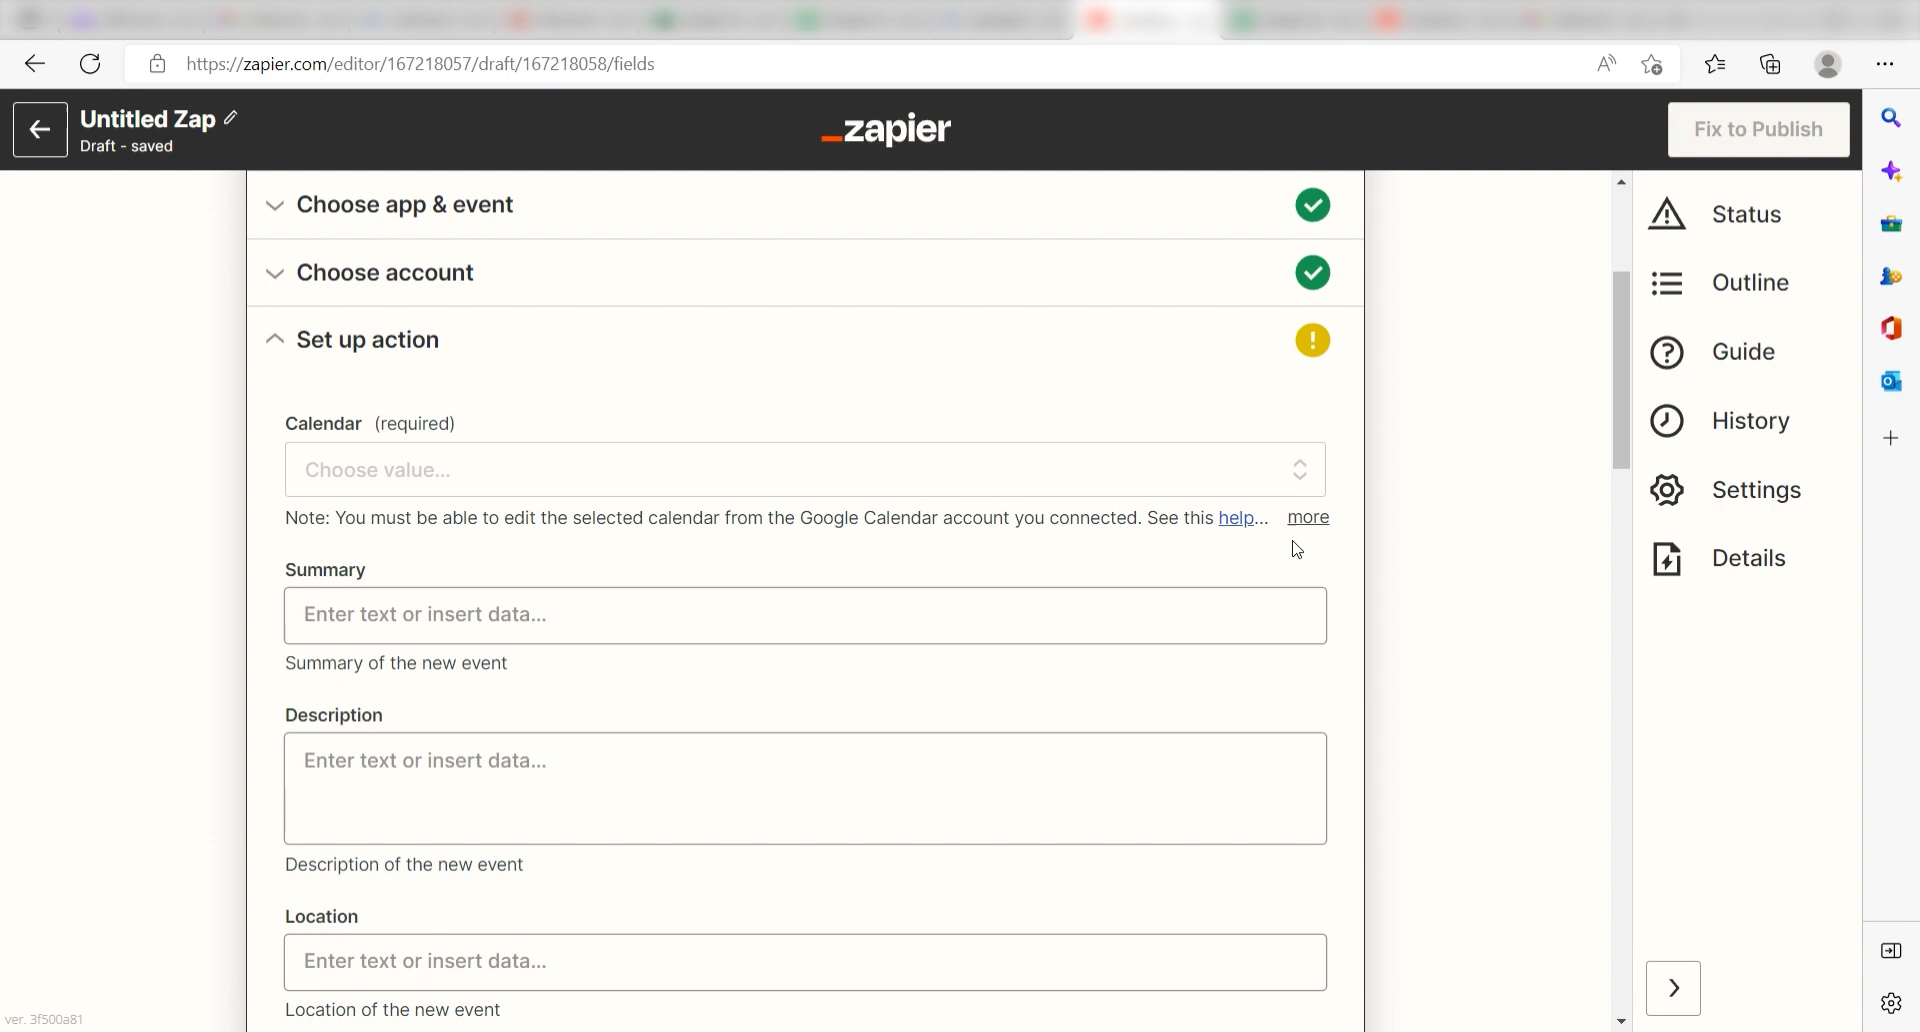 https://zapier.com/editor/167218057/draft/167218058/fields
Untitled Zap
Draft - saved
zapier
Fix to Publish
Choose app & event
Choose account
Set up action
Calendar (required)
Choose value...
Note: You must be able to edit the selected calendar from the Google Calendar account you connected. See this help... more
Summary
Enter text or insert data...
Summary of the new event
Description
Enter text or insert data...
Description of the new event
Location
Enter text or insert data...
Location of the new event
Status
Outline
Guide
History
Settings
Details
ver. 3f500a81